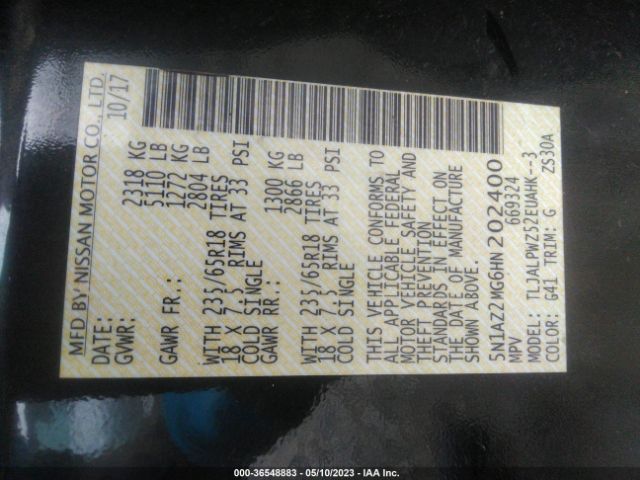 MFD BY NISSAN MOTOR CO., LTD.
DATE: 10/17
GVWR: 2318 KG
5110 LB
GAWR FR.: 1272 KG
2804 LB
WITH 235/65R18 TIRES
18 X 7.5 RIMS AT 33 PSI
COLD SINGLE
GAWR RR.: 1300 KG
2866 LB
WITH 235/65R18 TIRES
18 X 7.5 RIMS AT 33 PSI
COLD SINGLE
THIS VEHICLE CONFORMS TO
ALL APPLICABLE FEDERAL
MOTOR VEHICLE SAFETY AND
THEFT PREVENTION
STANDARDS IN EFFECT ON
THE DATE OF MANUFACTURE
SHOWN ABOVE.
5N1AZ2MGGHN202400
MPV 669324
MODEL: TLJALPWZ52EUAHK--3
COLOR: G41 TRIM: G ZS30A
000-36548883 - 05/10/2023 - IAA Inc.